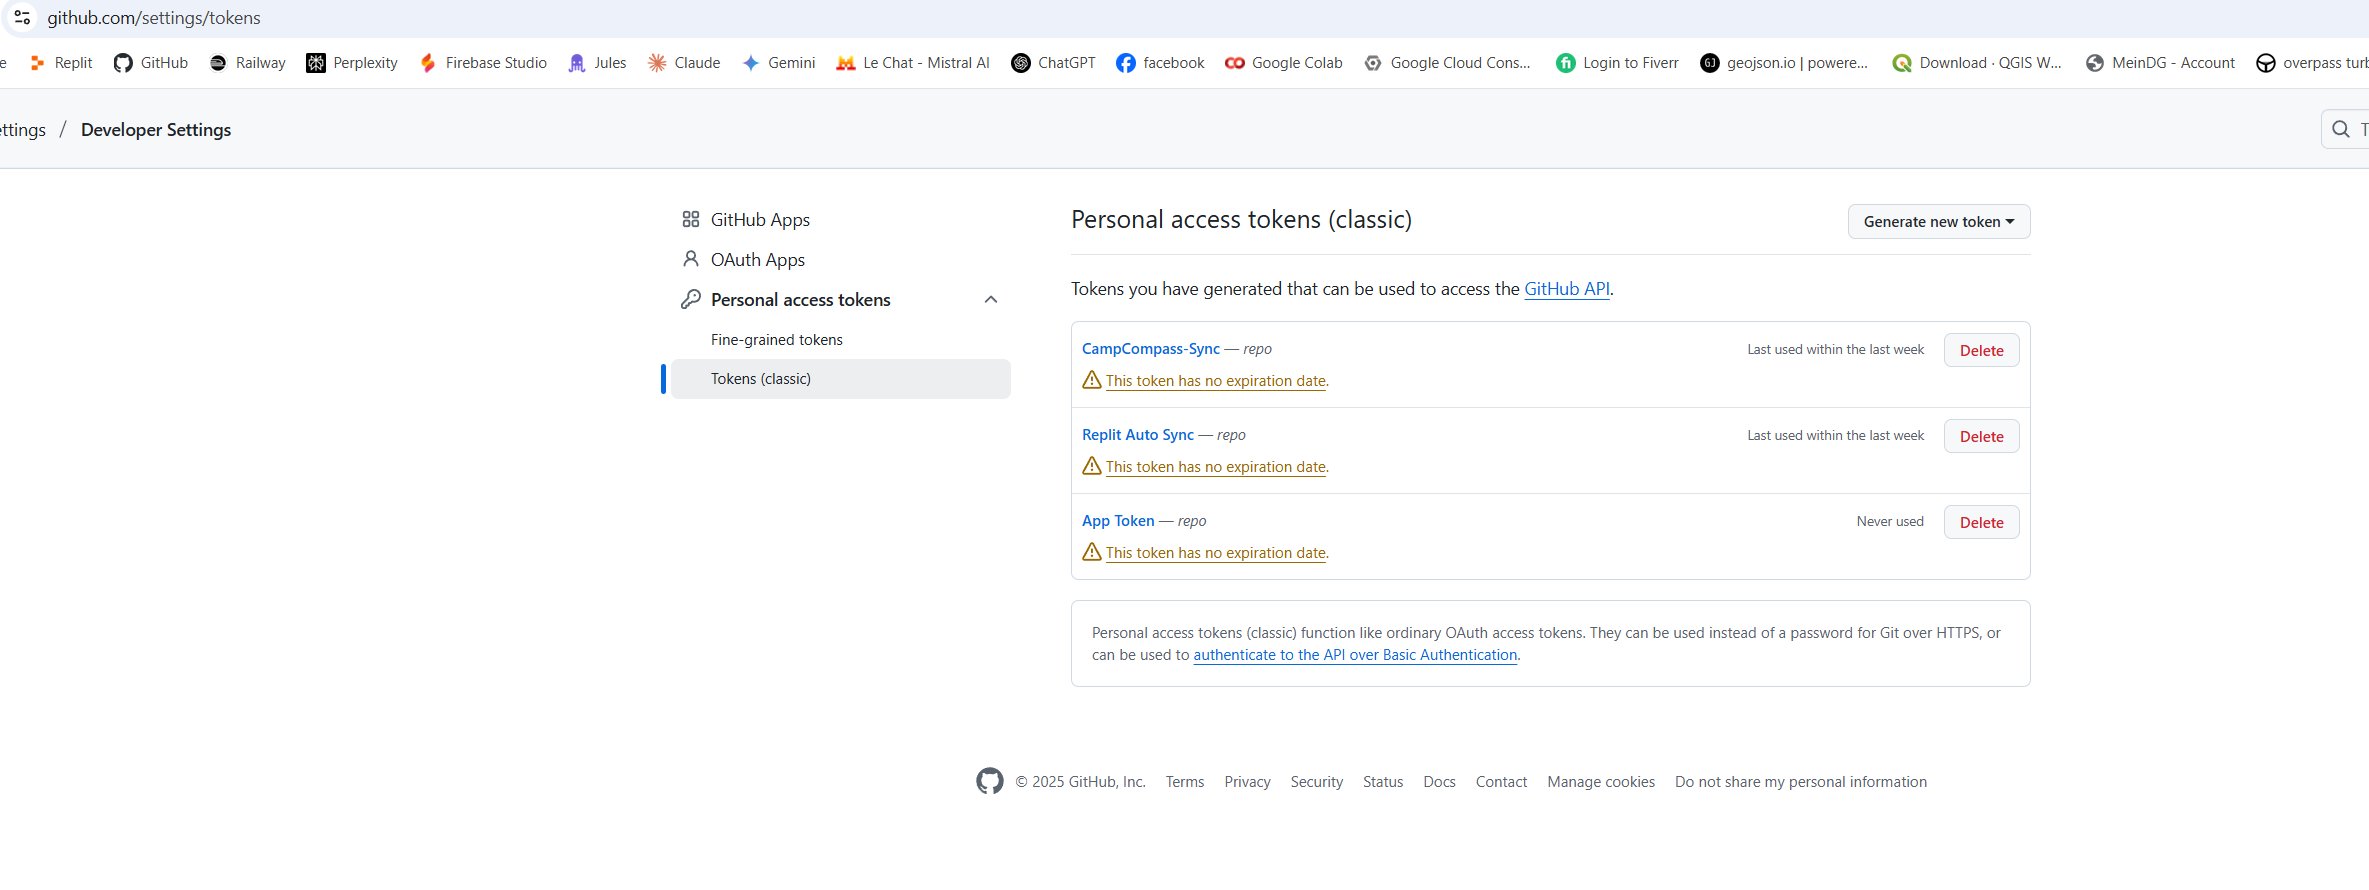 github.com/settings/tokens
e Replit GitHub Railway Perplexity Firebase Studio Jules Claude Gemini Le Chat - Mistral AI ChatGPT facebook Google Colab Google Cloud Cons... Login to Fiverr geojson.io | powere... Download · QGIS W... MeinDG - Account overpass turb
ettings / Developer Settings
T
GitHub Apps
OAuth Apps
Personal access tokens
Fine-grained tokens
Tokens (classic)
Personal access tokens (classic)
Generate new token
Tokens you have generated that can be used to access the GitHub API.
CampCompass-Sync — repo Last used within the last week Delete
This token has no expiration date.
Replit Auto Sync — repo Last used within the last week Delete
This token has no expiration date.
App Token — repo Never used Delete
This token has no expiration date.
Personal access tokens (classic) function like ordinary OAuth access tokens. They can be used instead of a password for Git over HTTPS, or
can be used to authenticate to the API over Basic Authentication.
© 2025 GitHub, Inc. Terms Privacy Security Status Docs Contact Manage cookies Do not share my personal information